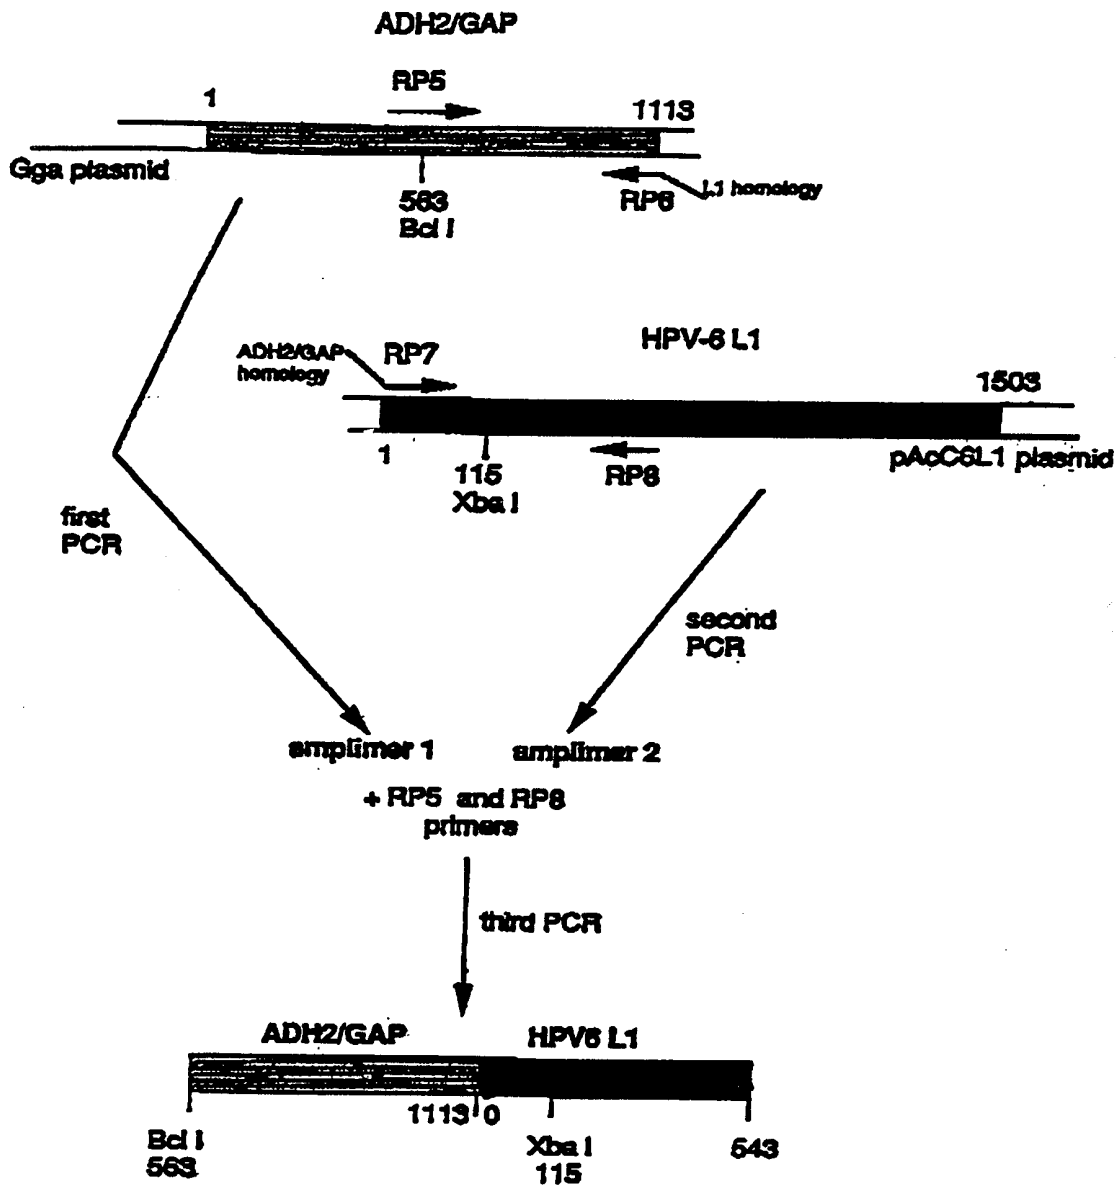 ADH2/GAP
RP5
1
1113
Gga plasmid
563
Bcl I
RP6
L1 homology
HPV-6 L1
ADH2/GAP
homology
RP7
1503
1
115
Xba I
RP8
pAcC6L1 plasmid
first
PCR
second
PCR
amplimer 1
amplimer 2
+ RP5 and RP8
primers
third PCR
ADH2/GAP
HPV6 L1
1113
0
Bcl I
563
Xba I
115
543